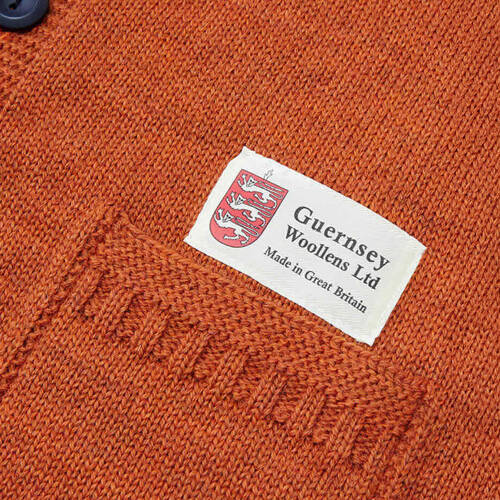 Guernsey
Woollens Ltd
Made in Great Britain